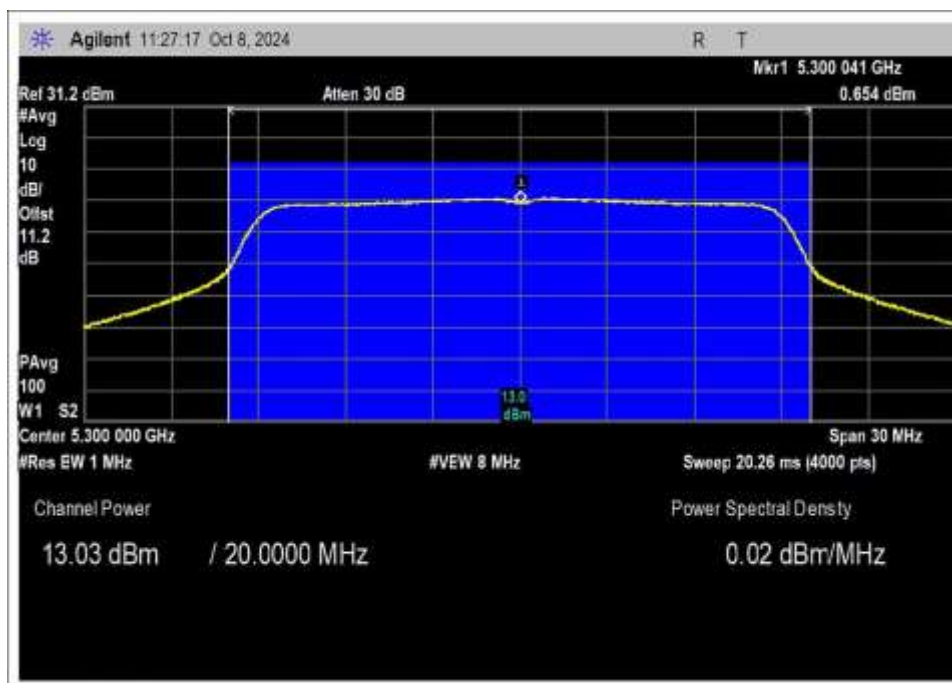 Agilent 11:27:17 Oct 8, 2024 R T
Mkr1 5.300 041 GHz
Ref 31.2 dBm Atten 30 dB 0.654 dBm
#Avg
Log
10
dB/
Offst
11.2
dB
1
PAvg
100
W1 S2
13.0
dBm
Center 5.300 000 GHz Span 30 MHz
#Res BW 1 MHz #VBW 8 MHz Sweep 20.26 ms (4000 pts)
Channel Power Power Spectral Density
13.03 dBm / 20.0000 MHz 0.02 dBm/MHz